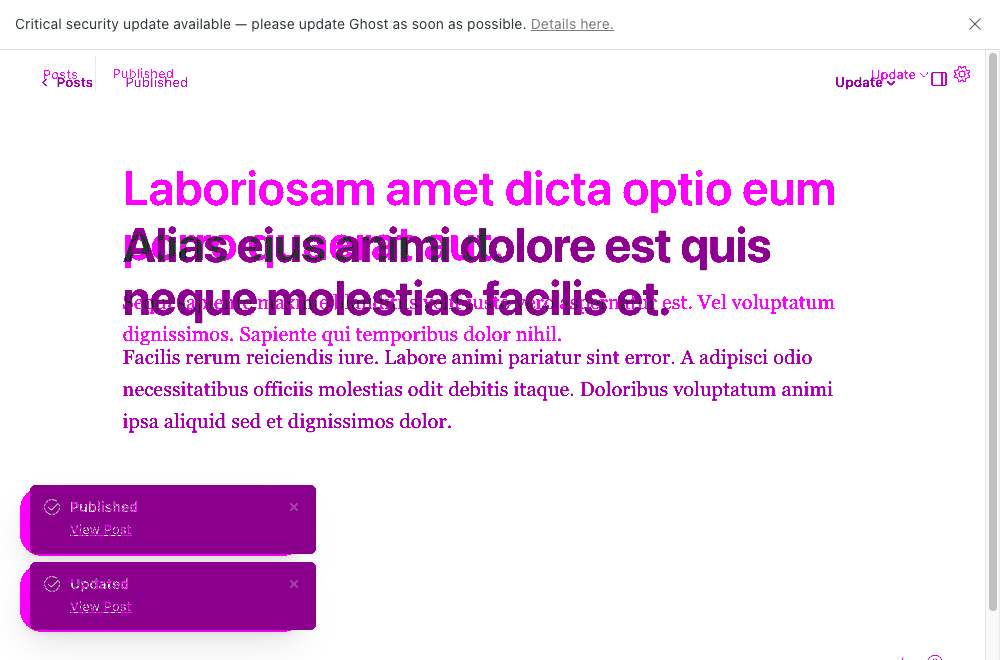 Critical security update available — please update Ghost as soon as possible. Details here.
Posts Published
Posts Published
Update
Update
Laboriosam amet dicta optio eum
Alias eius animi dolore est quis
neque molestias facilis et.
est. Vel voluptatum
dignissimos. Sapiente qui temporibus dolor nihil.
Facilis rerum reiciendis iure. Labore animi pariatur sint error. A adipisci odio
necessitatibus officiis molestias odit debitis itaque. Doloribus voluptatum animi
ipsa aliquid sed et dignissimos dolor.
Published
View Post
Updated
View Post